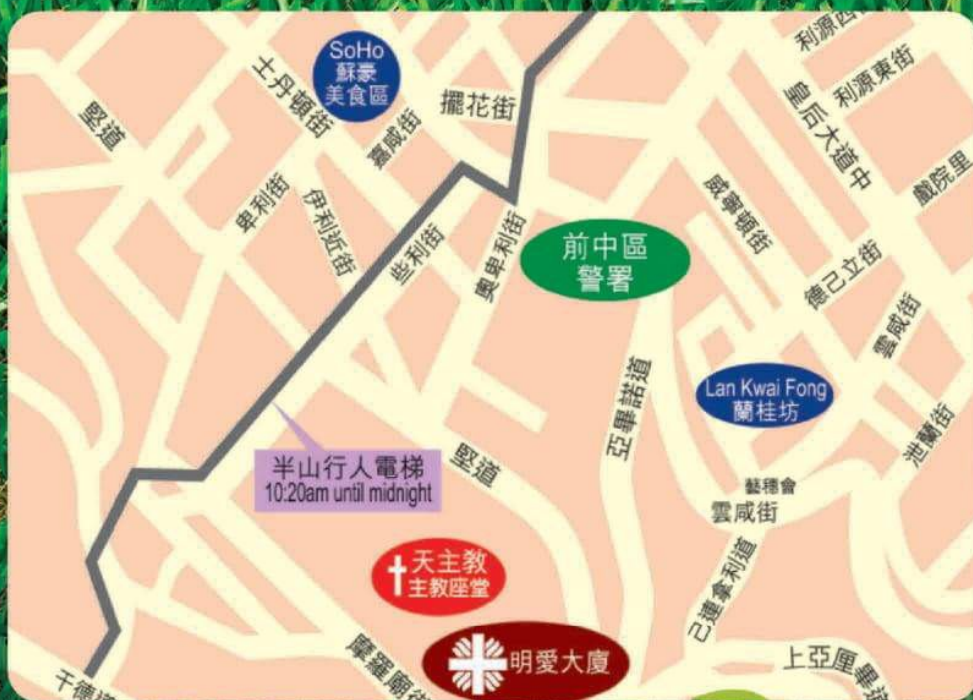 SoHo
蘇豪
美食區
士丹頓街
擺花街
嘉咸街
堅道
利源西
利源東街
皇后大道中
戲院里
卑利街
伊利近街
些利街
奧卑利街
威靈頓街
前中區
警署
德己立街
雲咸街
亞畢諾道
Lan Kwai Fong
蘭桂坊
泄蘭街
半山行人電梯
10:20am until midnight
堅道
藝穗會
雲咸街
天主教
主教座堂
己連拿利道
明愛大廈
摩羅廟街
上亞厘畢
干德道